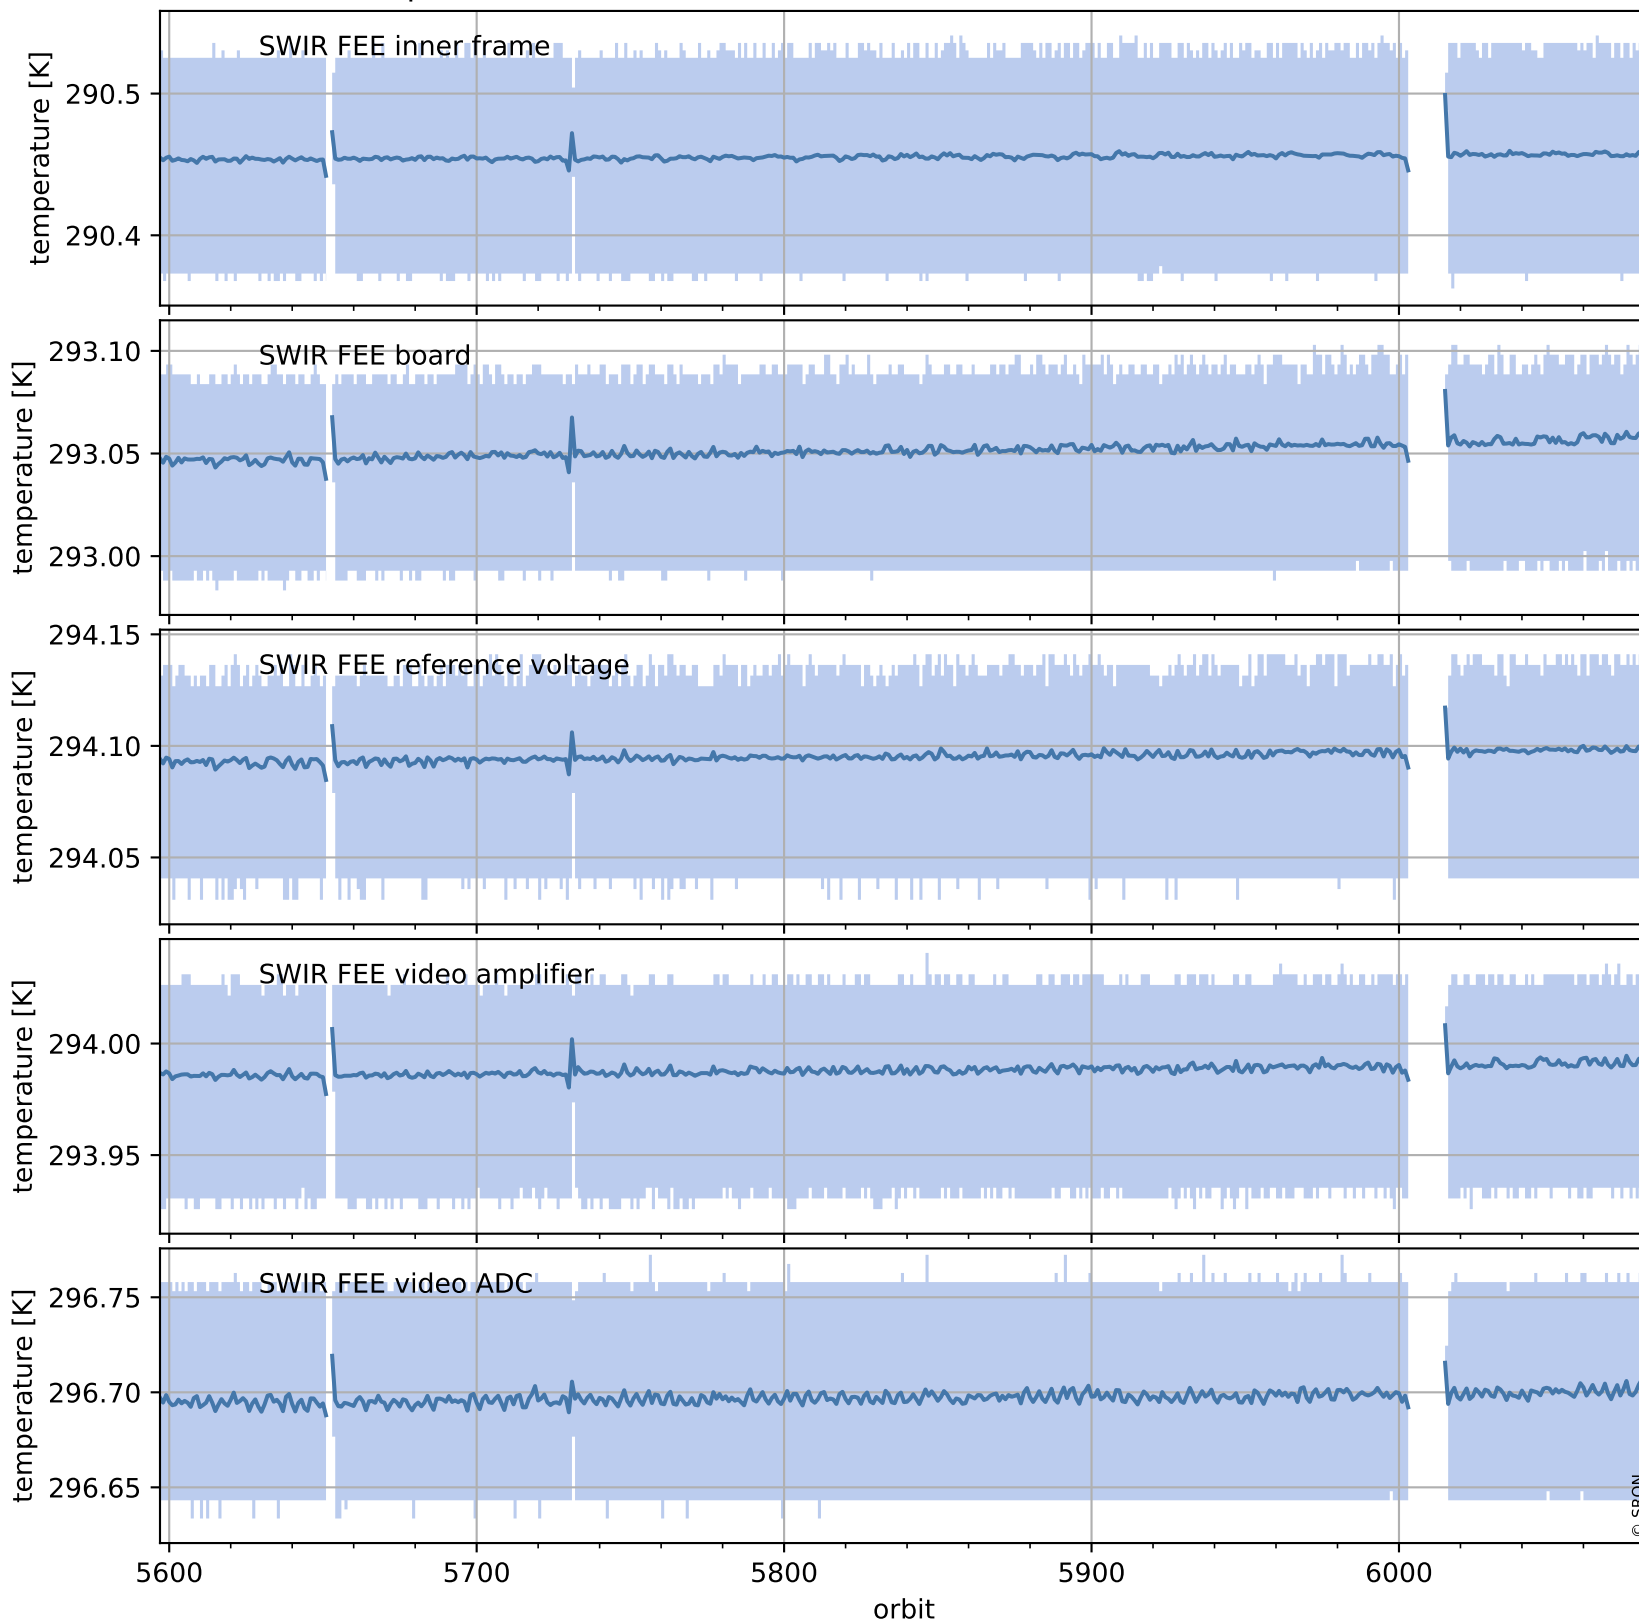 SWIR FEE inner frame
temperature [K]
290.5
290.4
SWIR FEE board
temperature [K]
293.10
293.05
293.00
SWIR FEE reference voltage
temperature [K]
294.15
294.10
294.05
SWIR FEE video amplifier
temperature [K]
294.00
293.95
SWIR FEE video ADC
temperature [K]
296.75
296.70
296.65
© SRON
5600 5700 5800 5900 6000
orbit